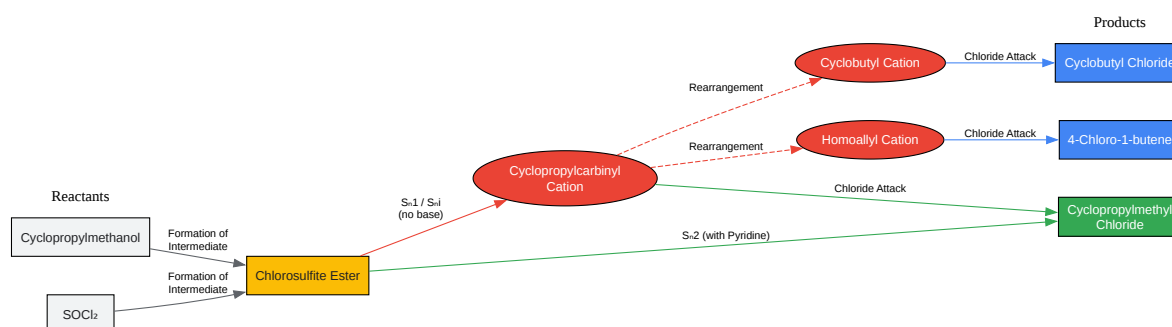 Products
Cyclobutyl Cation
Chloride Attack
Cyclobutyl Chloride
Rearrangement
Homoallyl Cation
Chloride Attack
4-Chloro-1-butene
Rearrangement
Cyclopropylcarbinyl
Cation
Chloride Attack
Cyclopropylmethyl
Chloride
Reactants
Sₙ1 / Sₙi
(no base)
Cyclopropylmethanol
Formation of
Intermediate
Sₙ2 (with Pyridine)
Chlorosulfite Ester
Formation of
Intermediate
SOCl₂